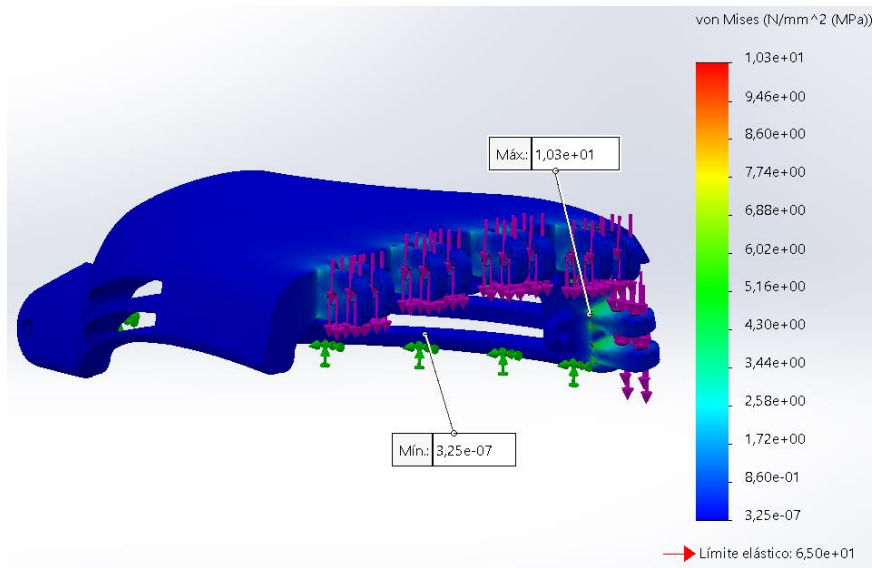 von Mises (N/mm^2 (MPa))
1,03e+01
9,46e+00
8,60e+00
7,74e+00
6,88e+00
6,02e+00
5,16e+00
4,30e+00
3,44e+00
2,58e+00
1,72e+00
8,60e-01
3,25e-07
Límite elástico: 6,50e+01
Máx.: 1,03e+01
Mín.: 3,25e-07